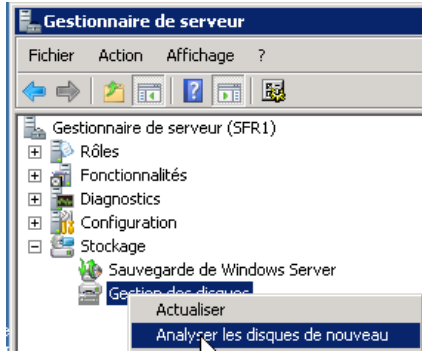 Gestionnaire de serveur
Fichier Action Affichage ?
Gestionnaire de serveur (SFR1)
Rôles
Fonctionnalités
Diagnostics
Configuration
Stockage
Sauvegarde de Windows Server
Gestion des disques
Actualiser
Analyser les disques de nouveau